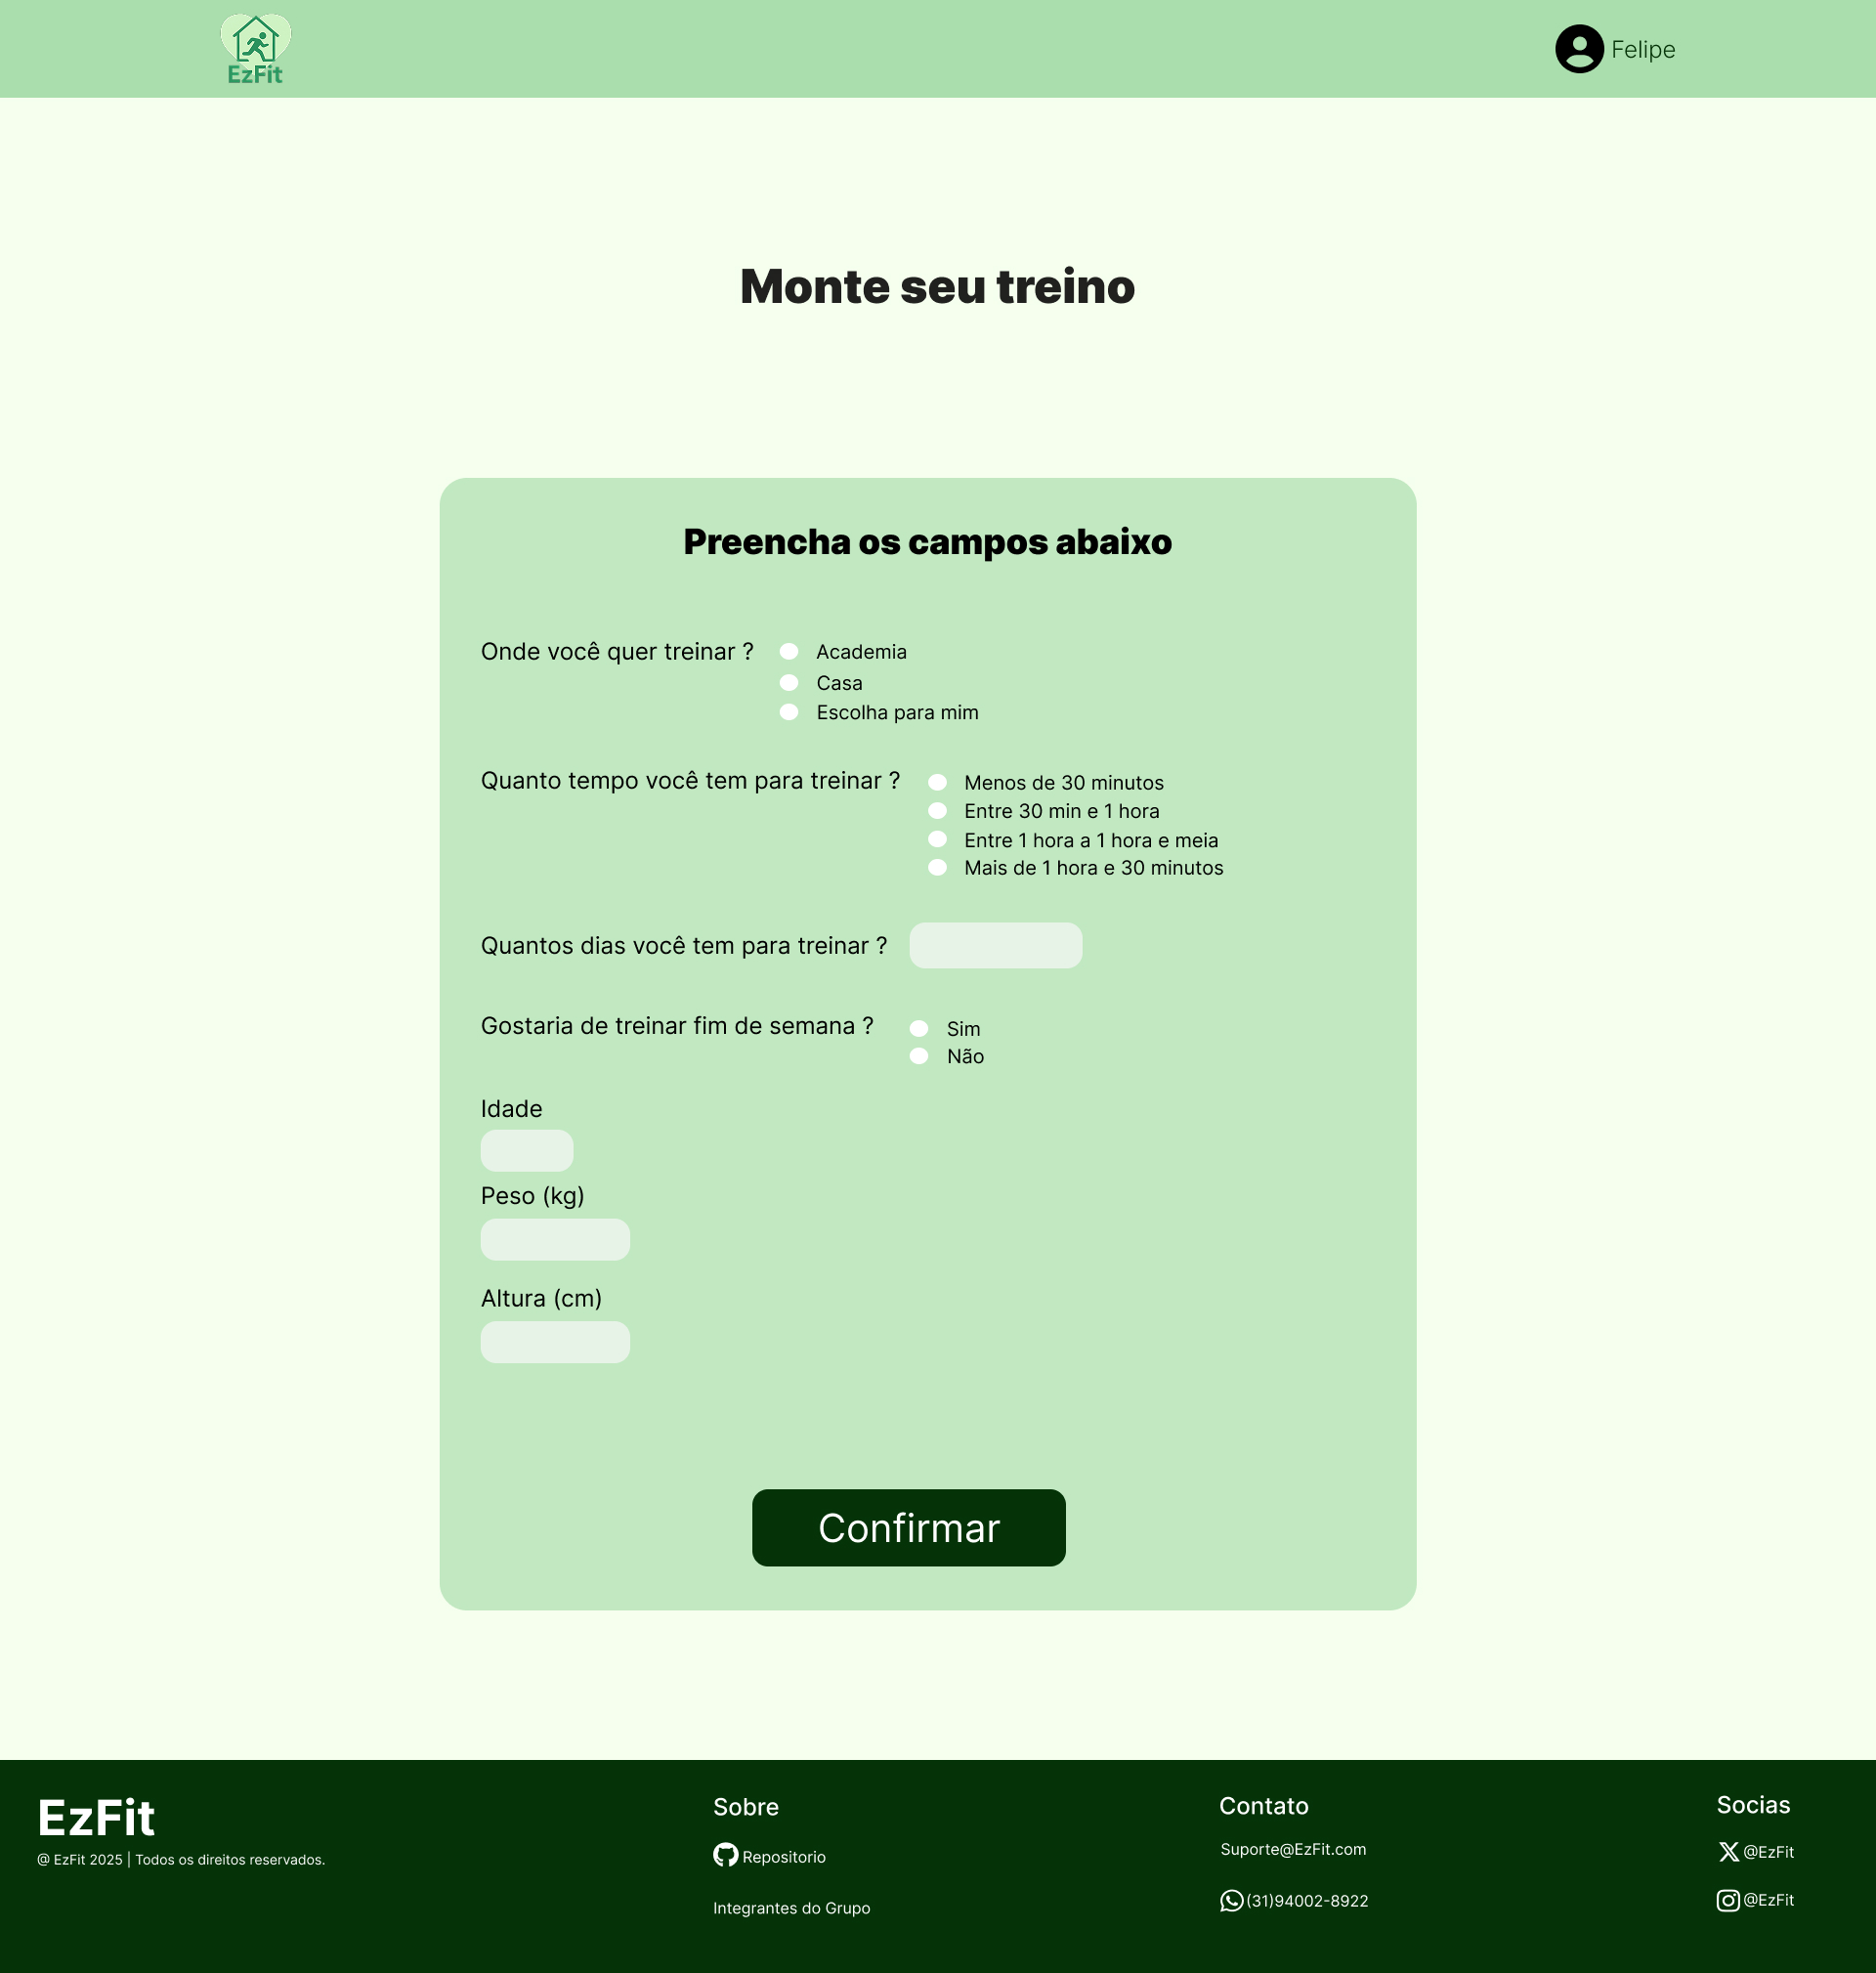 EzFit
Felipe
Monte seu treino
Preencha os campos abaixo
Onde você quer treinar ?
Academia
Casa
Escolha para mim
Quanto tempo você tem para treinar ?
Menos de 30 minutos
Entre 30 min e 1 hora
Entre 1 hora a 1 hora e meia
Mais de 1 hora e 30 minutos
Quantos dias você tem para treinar ?
Gostaria de treinar fim de semana ?
Sim
Não
Idade
Peso (kg)
Altura (cm)
Confirmar
EzFit
@ EzFit 2025 | Todos os direitos reservados.
Sobre
Repositorio
Integrantes do Grupo
Contato
Suporte@EzFit.com
(31)94002-8922
Socias
@EzFit
@EzFit